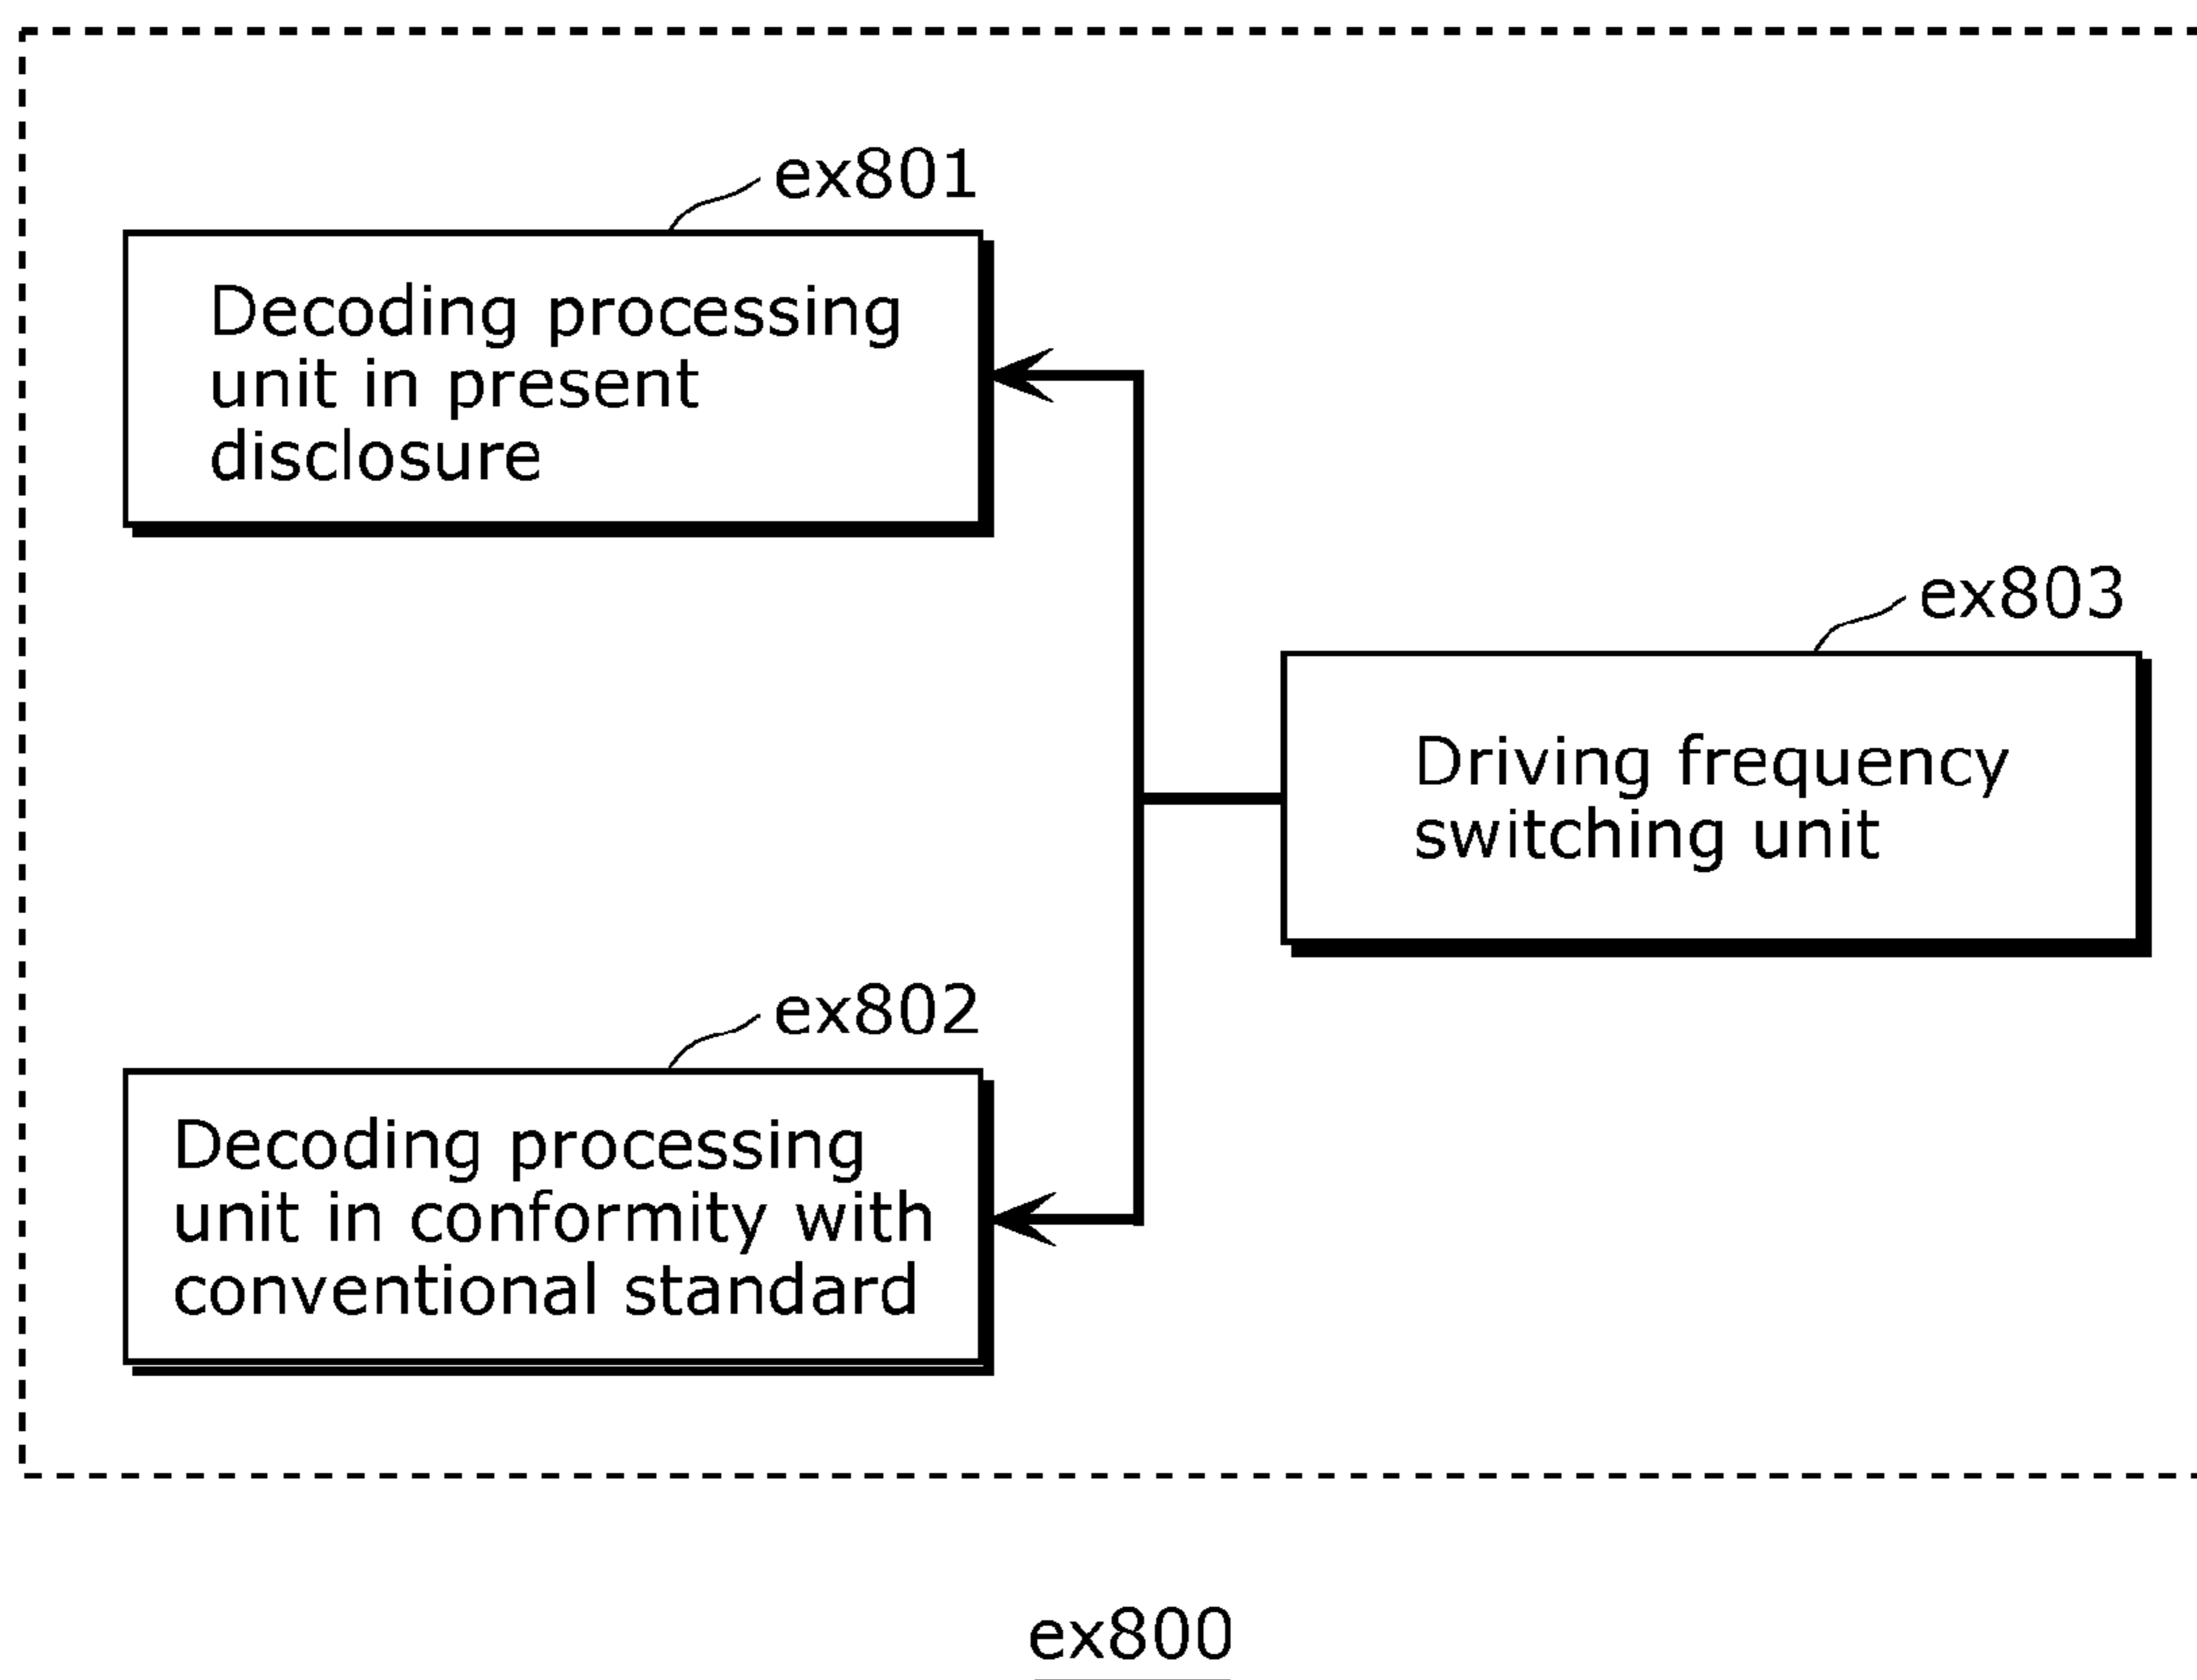 ex801
Decoding processing
unit in present
disclosure
ex803
Driving frequency
switching unit
ex802
Decoding processing
unit in conformity with
conventional standard
ex800